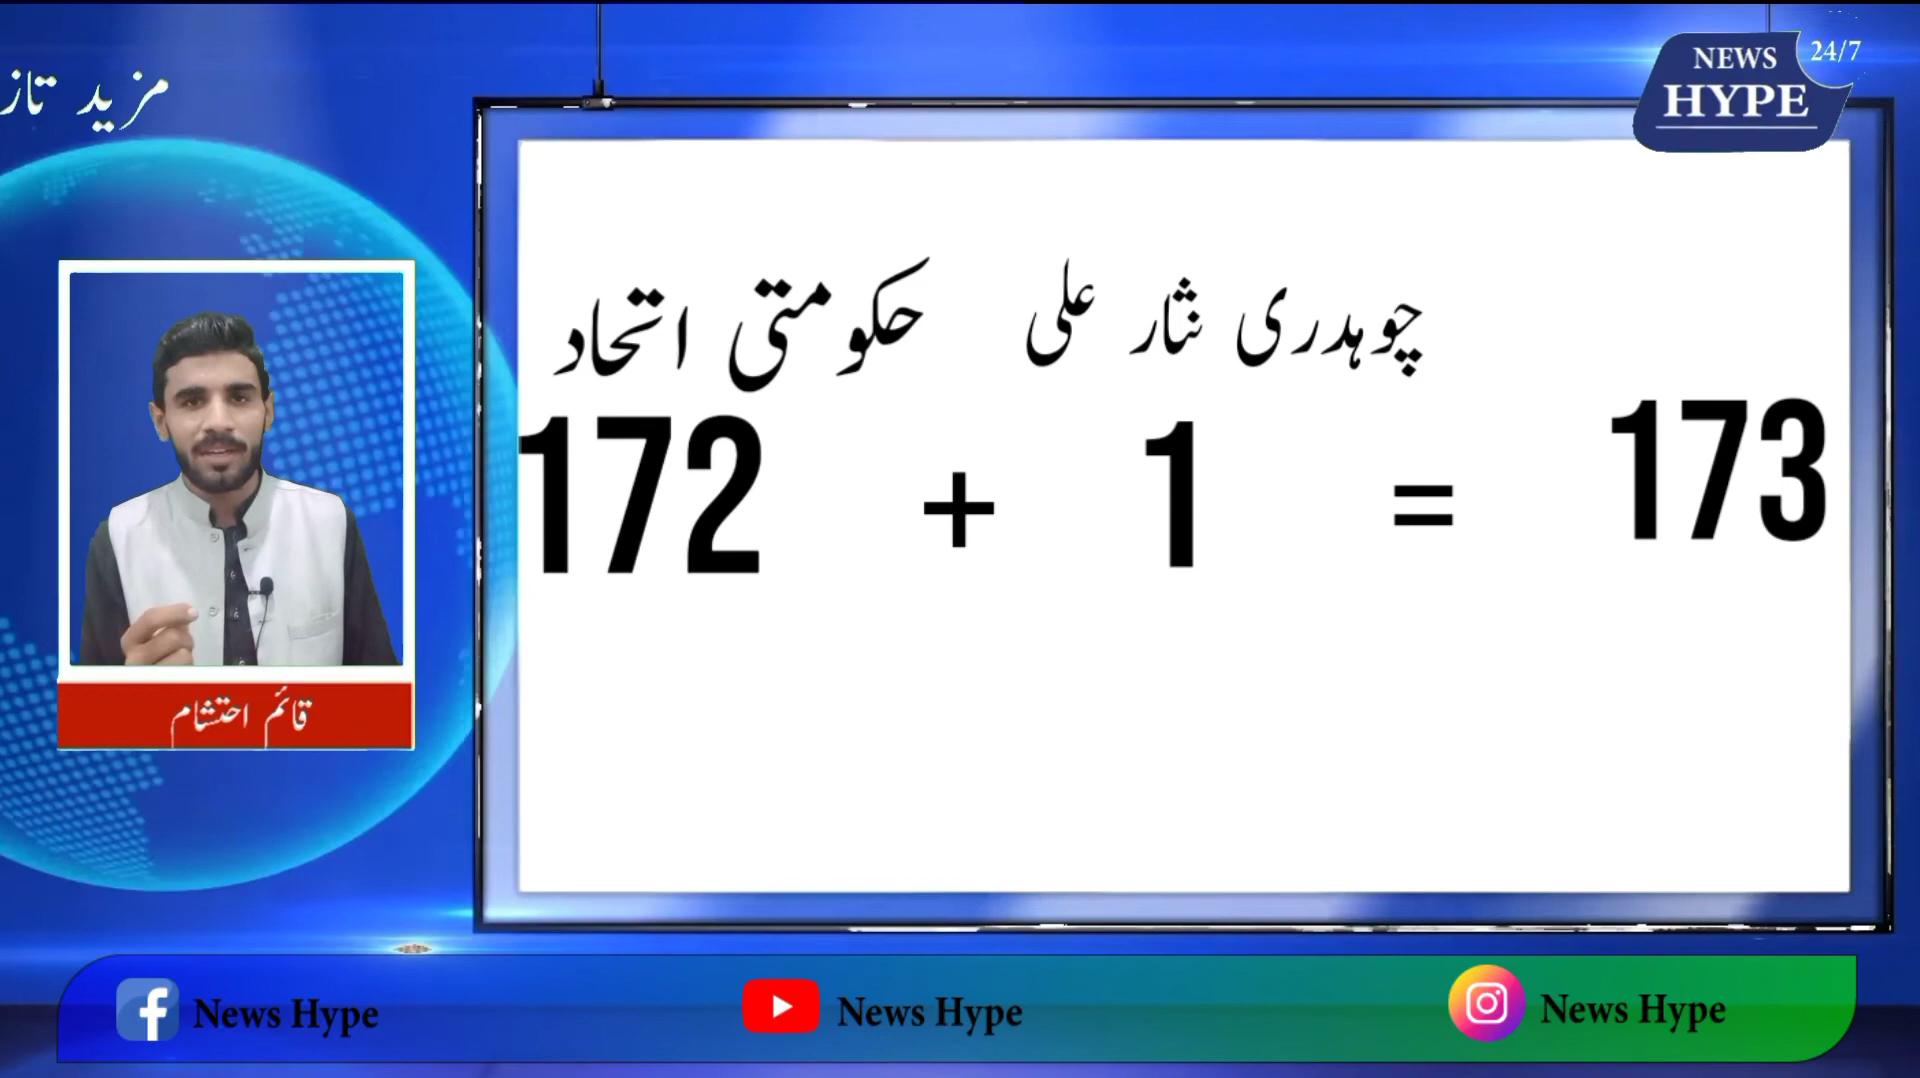 مزید تاز
NEWS 24/7
HYPE
حکومتی اتحاد چوہدری نثار علی
172 + 1 = 173
قائم احتشام
News Hype News Hype News Hype